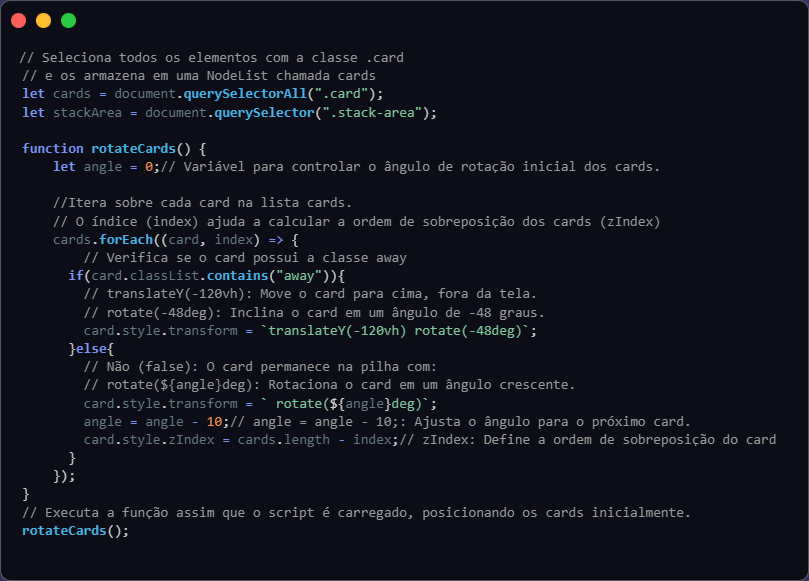 // Seleciona todos os elementos com a classe .card
// e os armazena em uma NodeList chamada cards
let cards = document.querySelectorAll(".card");
let stackArea = document.querySelector(".stack-area");

function rotateCards() {
    let angle = 0;// Variável para controlar o ângulo de rotação inicial dos cards.

    //Itera sobre cada card na lista cards.
    // O índice (index) ajuda a calcular a ordem de sobreposição dos cards (zIndex)
    cards.forEach((card, index) => {
        // Verifica se o card possui a classe away
      if(card.classList.contains("away")){
        // translateY(-120vh): Move o card para cima, fora da tela.
        // rotate(-48deg): Inclina o card em um ângulo de -48 graus.
        card.style.transform = `translateY(-120vh) rotate(-48deg)`;
      }else{
        // Não (false): O card permanece na pilha com:
        // rotate(${angle}deg): Rotaciona o card em um ângulo crescente.
        card.style.transform = ` rotate(${angle}deg)`;
        angle = angle - 10;// angle = angle - 10;: Ajusta o ângulo para o próximo card.
        card.style.zIndex = cards.length - index;// zIndex: Define a ordem de sobreposição do card
      }
    });
}
// Executa a função assim que o script é carregado, posicionando os cards inicialmente.
rotateCards();